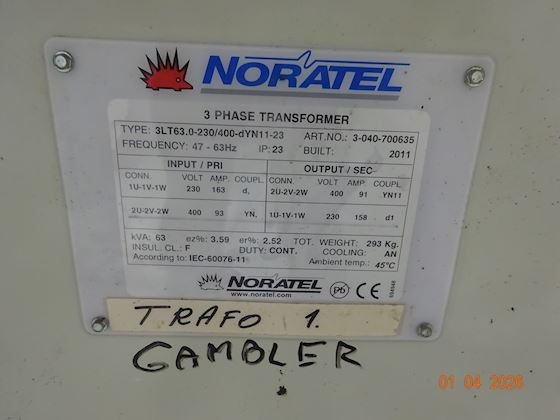 NORATEL
3 PHASE TRANSFORMER
TYPE: 3LT63.0-230/400-dYN11-23 ART.NO.: 3-040-700635
FREQUENCY: 47 - 63Hz IP: 23 BUILT: 2011
INPUT / PRI OUTPUT / SEC
CONN. VOLT AMP. COUPL. CONN. VOLT AMP. COUPL.
1U-1V-1W 230 163 d, 2U-2V-2W 400 91 YN11
2U-2V-2W 400 93 YN, 1U-1V-1W 230 158 d1
kVA: 63 ez%: 3.59 er%: 2.52 TOT. WEIGHT: 293 Kg.
INSUL. CL.: F DUTY: CONT. COOLING: AN
According to: IEC-60076-11 Ambient temp.: 45°C
NORATEL Pb CE
www.noratel.com
TRAFO 1.
GAMBLER
01 04 2026